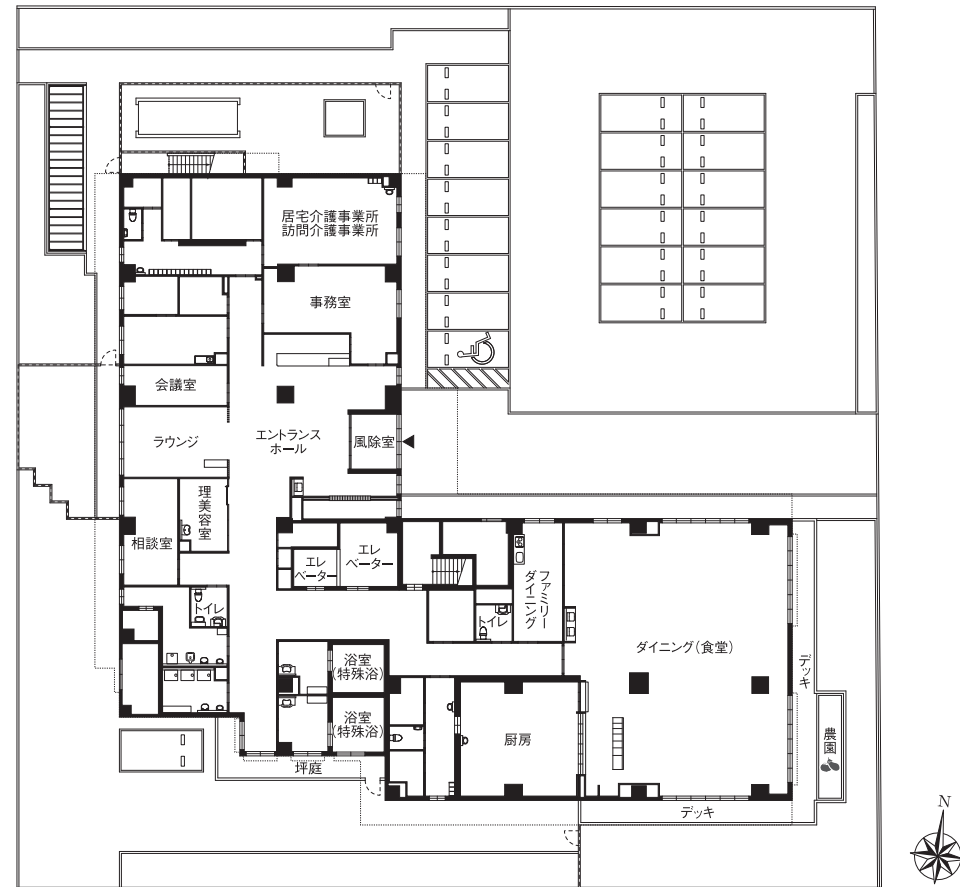 居宅介護事業所
訪問介護事業所
事務室
会議室
ラウンジ
エントランス
ホール
風除室
理美容室
相談室
エレ
ベーター
エレ
ベーター
ファミリー
ダイニング
トイレ
トイレ
ダイニング（食堂）
デッキ
浴室
（特殊浴）
浴室
（特殊浴）
厨房
農園
坪庭
デッキ
N